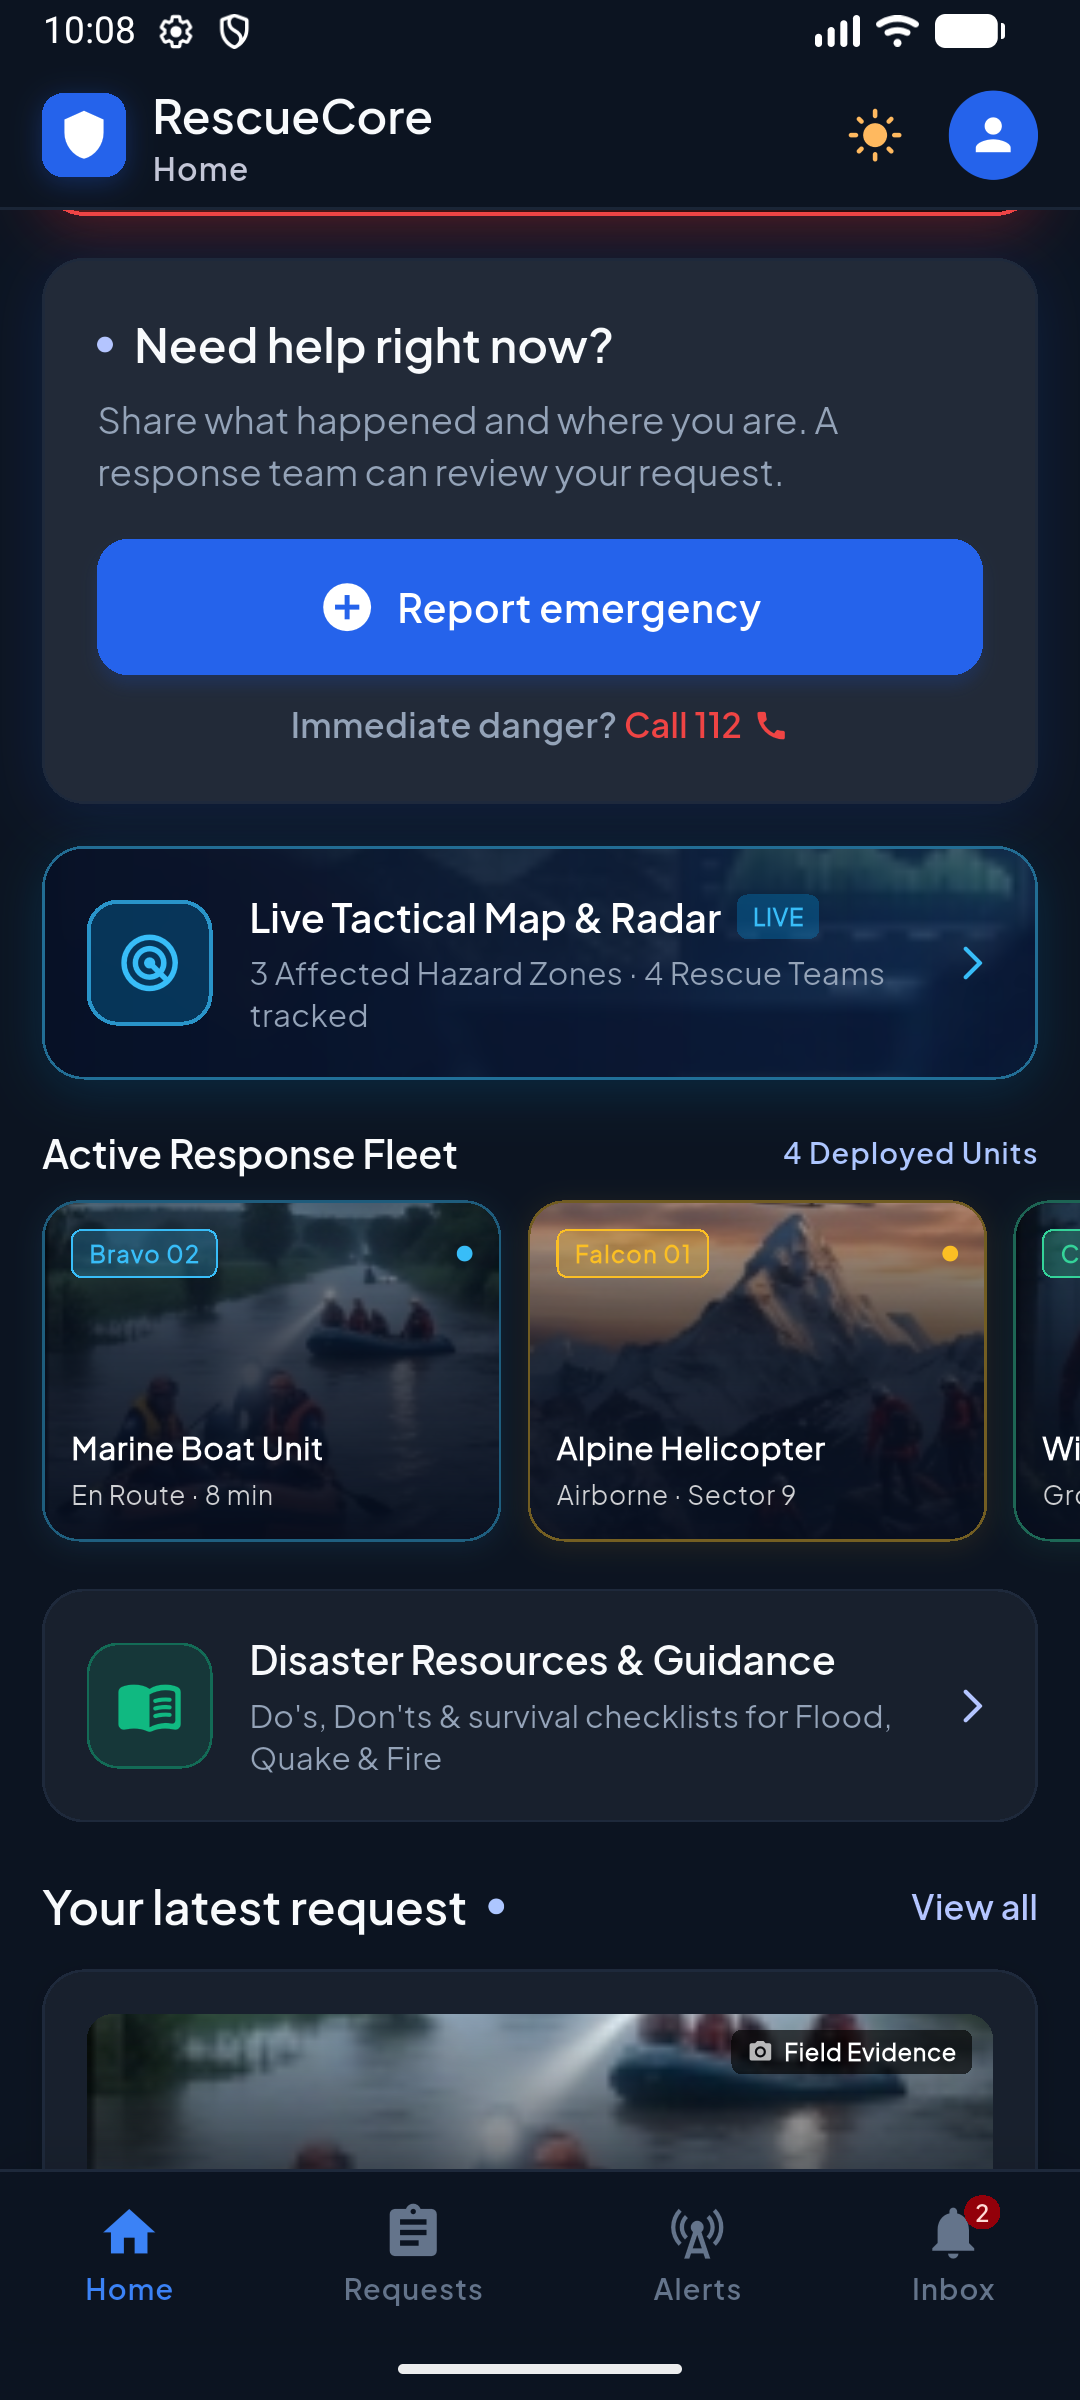 10:08
RescueCore
Home
Need help right now?
Share what happened and where you are. A
response team can review your request.
Report emergency
Immediate danger? Call 112
Live Tactical Map & Radar LIVE
3 Affected Hazard Zones · 4 Rescue Teams
tracked
Active Response Fleet 4 Deployed Units
Bravo 02
Marine Boat Unit
En Route · 8 min
Falcon 01
Alpine Helicopter
Airborne · Sector 9
Disaster Resources & Guidance
Do's, Don'ts & survival checklists for Flood,
Quake & Fire
Your latest request View all
Field Evidence
Home Requests Alerts Inbox 2